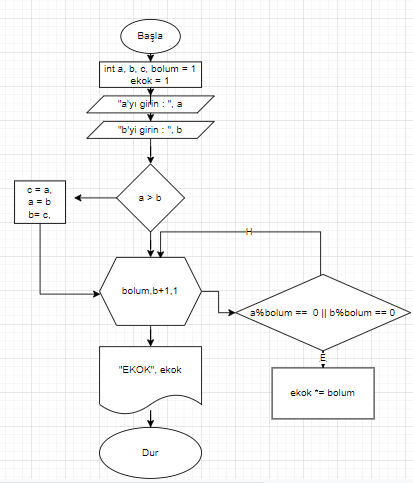 Başla
int a, b, c, bolum = 1
ekok = 1
"a'yı girin : ", a
"b'yi girin : ", b
a > b
c = a,
a = b
b= c,
H
bolum,b+1,1
a%bolum == 0 || b%bolum == 0
E
"EKOK", ekok
ekok *= bolum
Dur